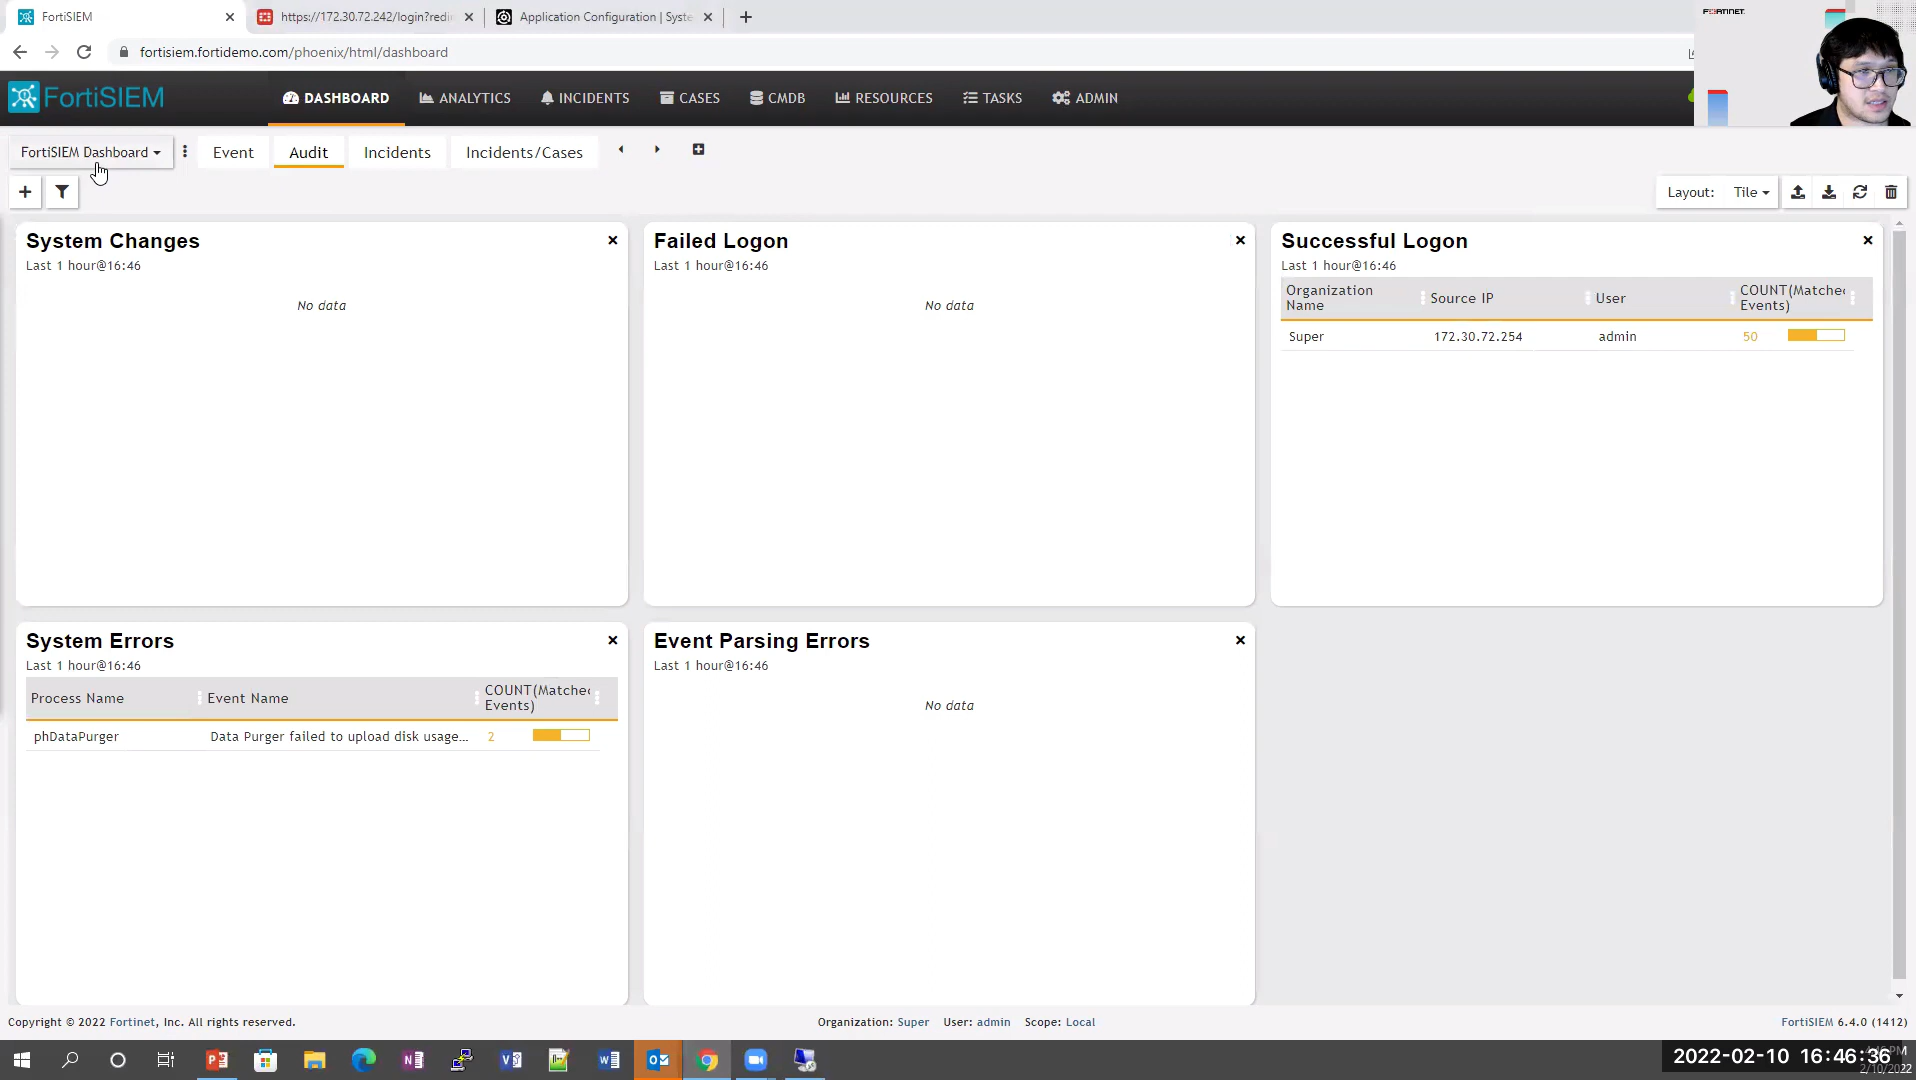 FortiSIEM
https://172.30.72.242/login?redi
Application Configuration | Syste
fortisiem.fortidemo.com/phoenix/html/dashboard
FORTINET
FortiSIEM
DASHBOARD
ANALYTICS
INCIDENTS
CASES
CMDB
RESOURCES
TASKS
ADMIN
FortiSIEM Dashboard
Event
Audit
Incidents
Incidents/Cases
Layout: Tile
System Changes
Last 1 hour@16:46
No data
Failed Logon
Last 1 hour@16:46
No data
Successful Logon
Last 1 hour@16:46
Organization Name
Source IP
User
COUNT(Matche
Events)
Super 172.30.72.254 admin 50
System Errors
Last 1 hour@16:46
Process Name
Event Name
COUNT(Matche
Events)
phDataPurger Data Purger failed to upload disk usage... 2
Event Parsing Errors
Last 1 hour@16:46
No data
Copyright © 2022 Fortinet, Inc. All rights reserved.
Organization: Super User: admin Scope: Local
FortiSIEM 6.4.0 (1412)
2022-02-10 16:46:36
2/10/2022